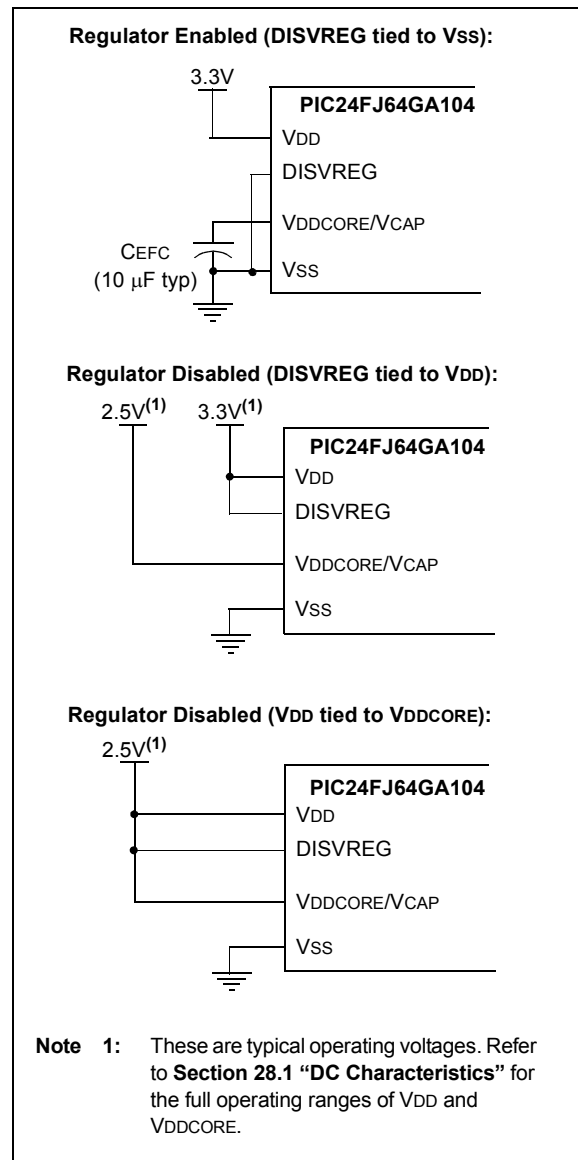 Regulator Enabled (DISVREG tied to VSS):
3.3V
PIC24FJ64GA104
VDD
DISVREG
VDDCORE/VCAP
CEFC
(10 μF typ)
VSS
Regulator Disabled (DISVREG tied to VDD):
2.5V(1) 3.3V(1)
PIC24FJ64GA104
VDD
DISVREG
VDDCORE/VCAP
VSS
Regulator Disabled (VDD tied to VDDCORE):
2.5V(1)
PIC24FJ64GA104
VDD
DISVREG
VDDCORE/VCAP
VSS
Note 1: These are typical operating voltages. Refer
to Section 28.1 “DC Characteristics” for
the full operating ranges of VDD and
VDDCORE.